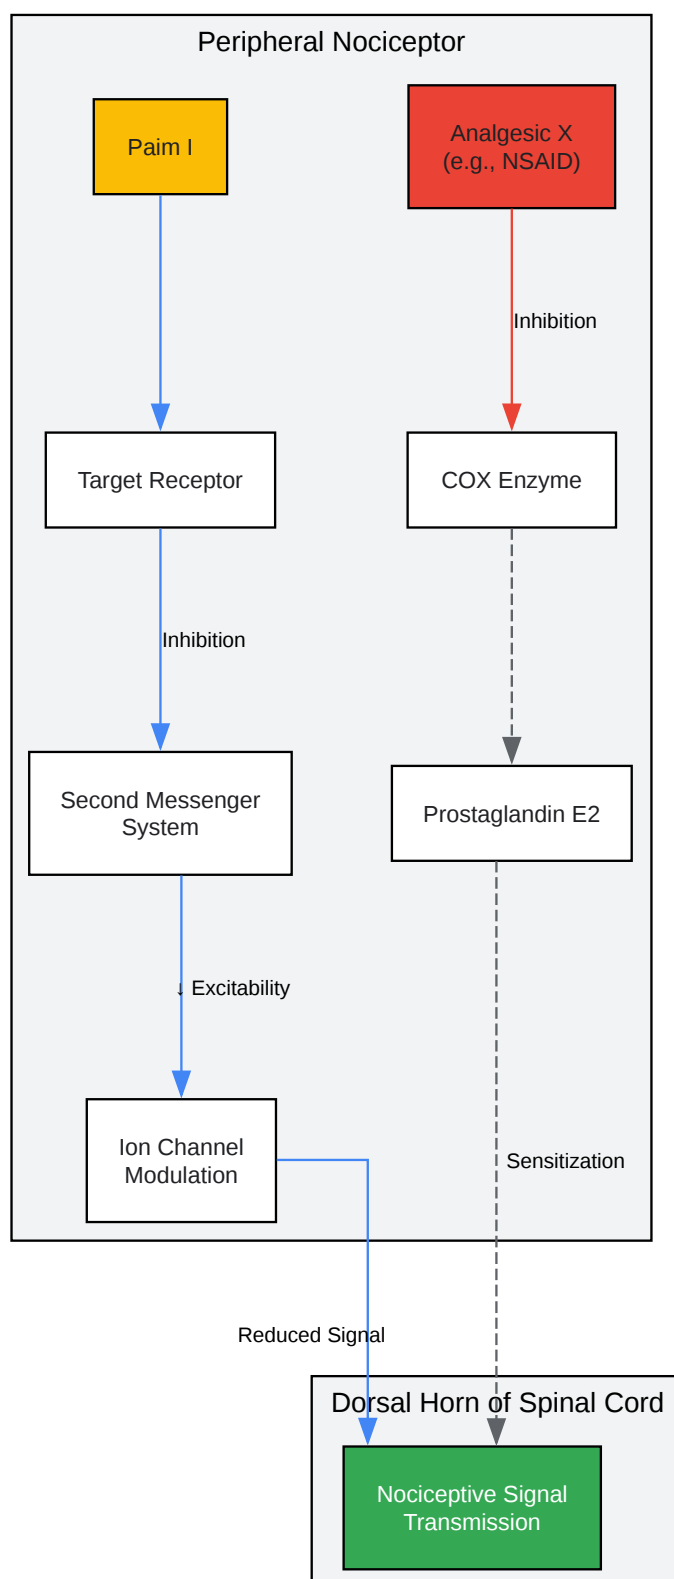 Peripheral Nociceptor
Paim I
Analgesic X
(e.g., NSAID)
Inhibition
Target Receptor
COX Enzyme
Inhibition
Second Messenger
System
Prostaglandin E2
↓ Excitability
Ion Channel
Modulation
Sensitization
Reduced Signal
Dorsal Horn of Spinal Cord
Nociceptive Signal
Transmission